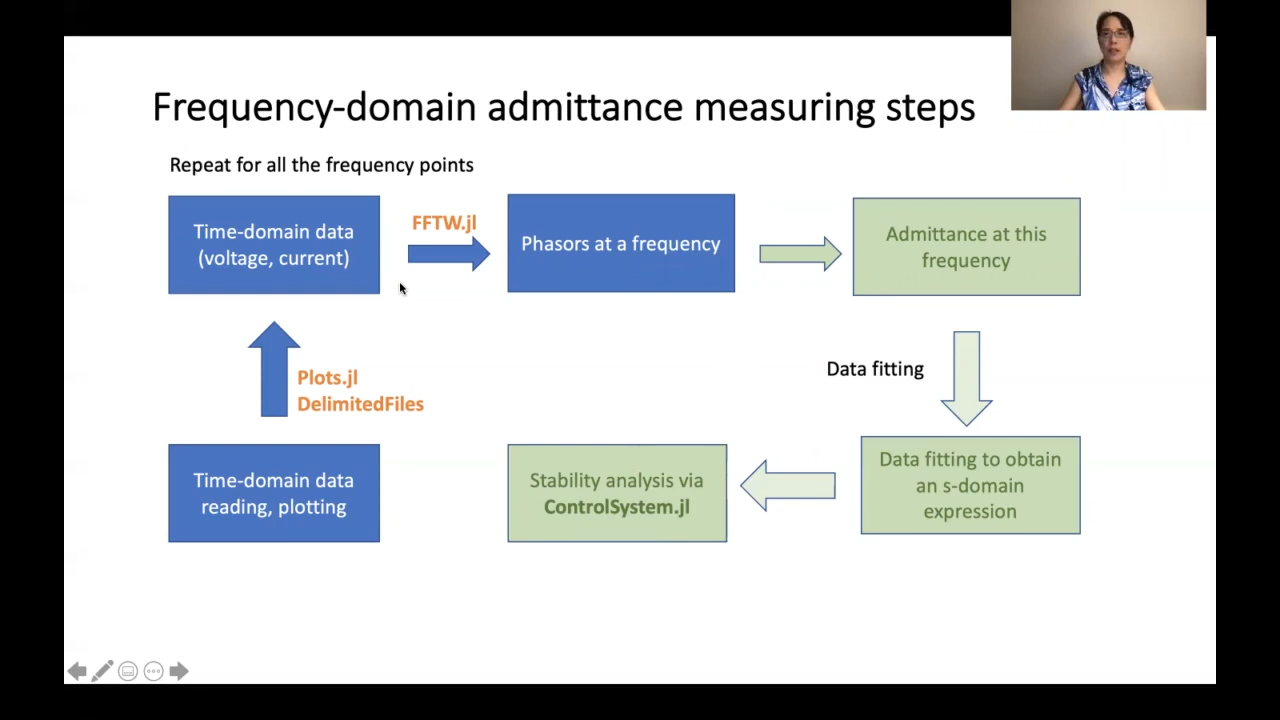 Frequency-domain admittance measuring steps
Repeat for all the frequency points
Time-domain data
(voltage, current)
FFTW.jl
Phasors at a frequency
Admittance at this
frequency
Plots.jl
DelimitedFiles
Data fitting
Time-domain data
reading, plotting
Stability analysis via
ControlSystem.jl
Data fitting to obtain
an s-domain
expression